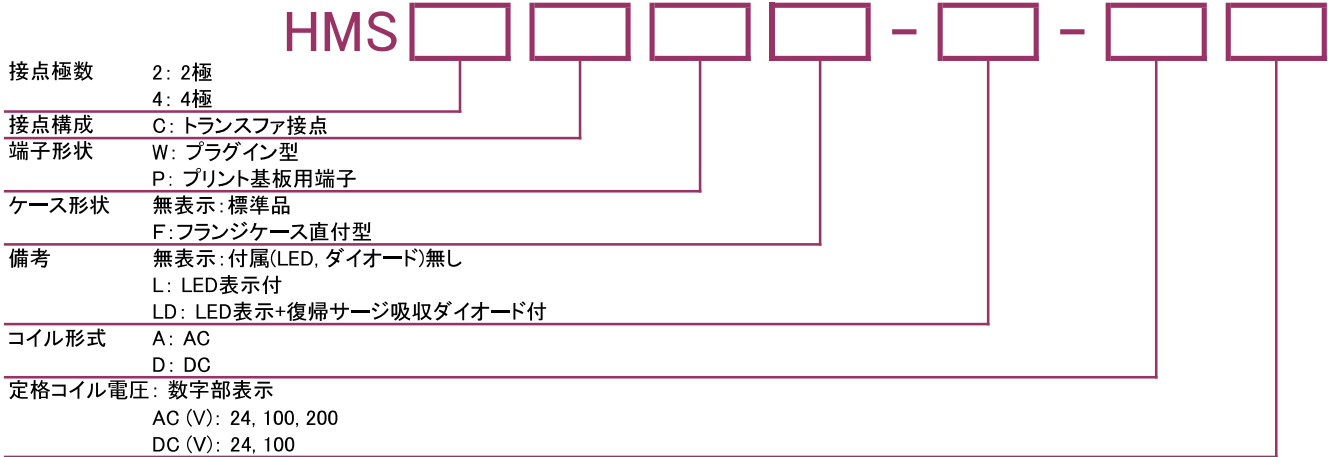 HMS - -
接点極数 2: 2極
4: 4極
接点構成 C: トランスファ接点
端子形状 W: プラグイン型
P: プリント基板用端子
ケース形状 無表示:標準品
F:フランジケース直付型
備考 無表示:付属(LED, ダイオード)無し
L: LED表示付
LD: LED表示+復帰サージ吸収ダイオード付
コイル形式 A: AC
D: DC
定格コイル電圧: 数字部表示
AC (V): 24, 100, 200
DC (V): 24, 100